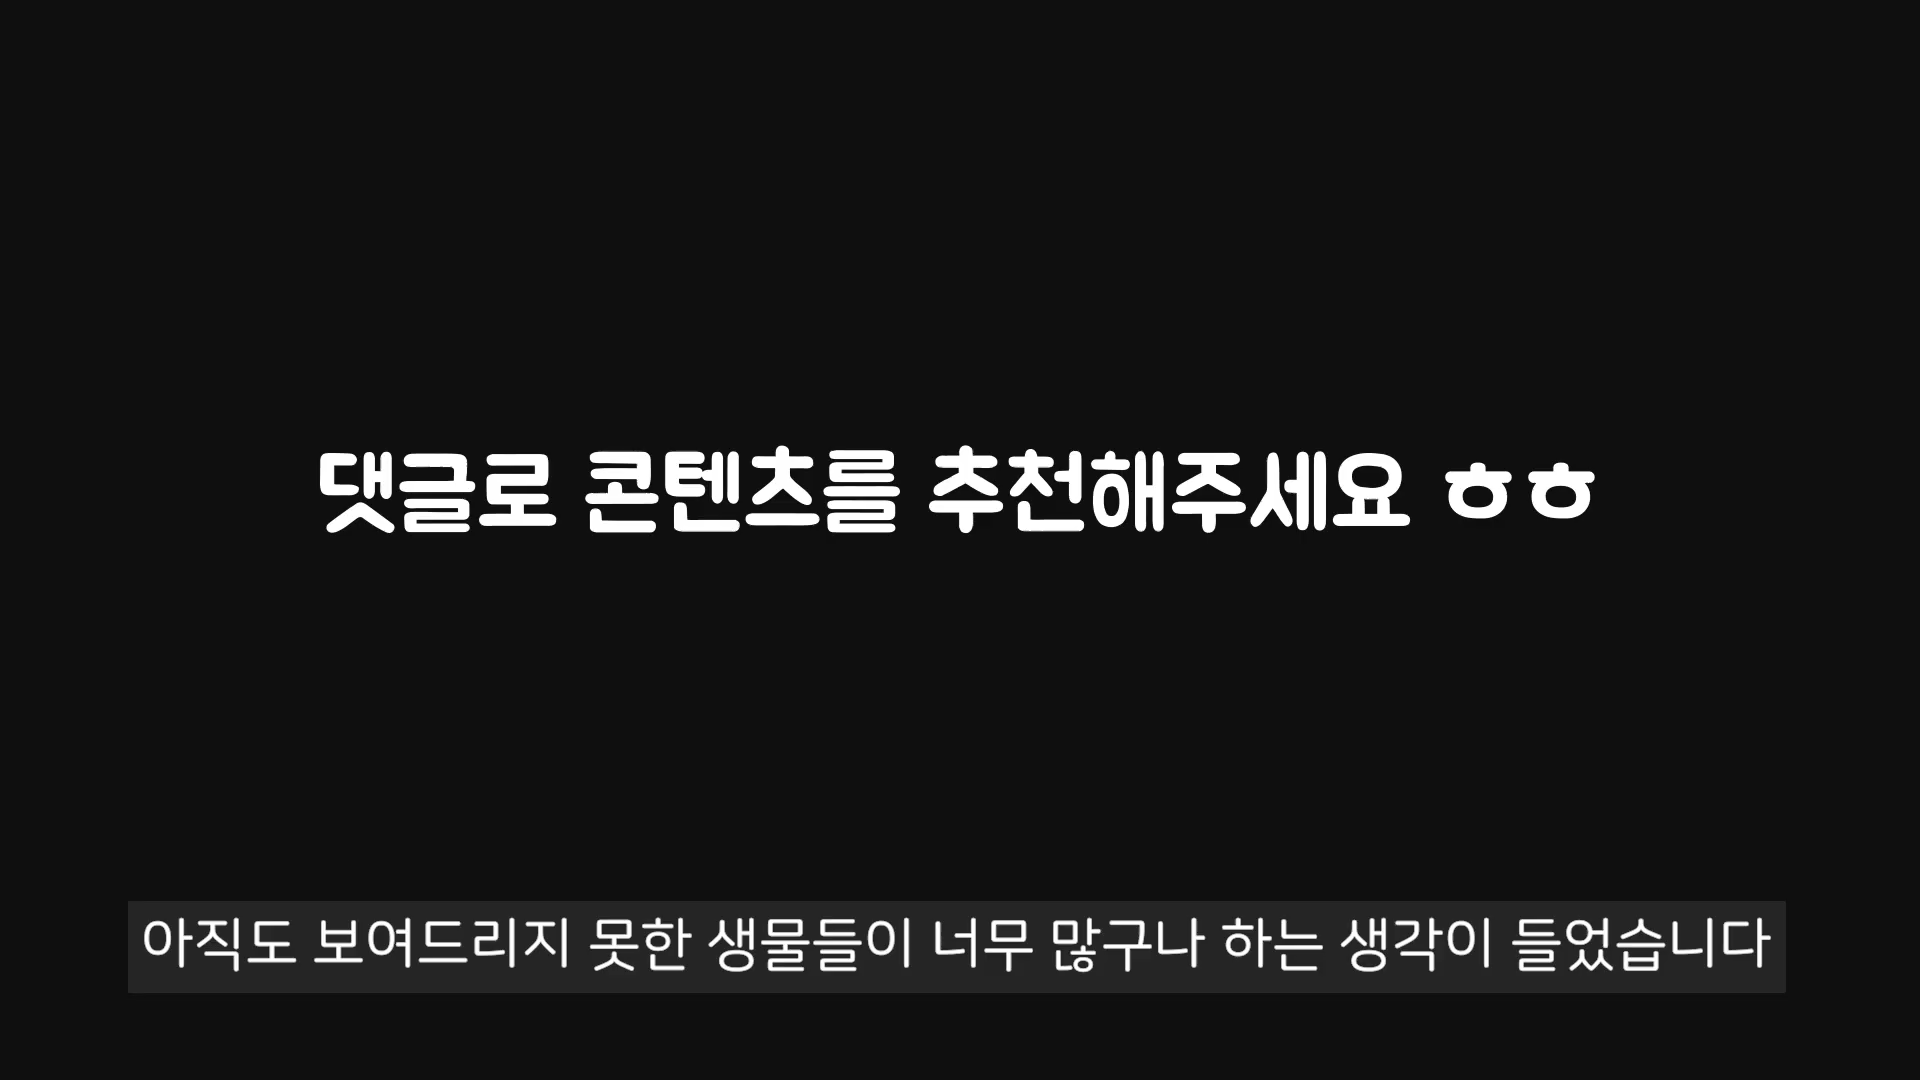 댓글로 콘텐츠를 추천해주세요 ㅎㅎ
아직도 보여드리지 못한 생물들이 너무 많구나 하는 생각이 들었습니다